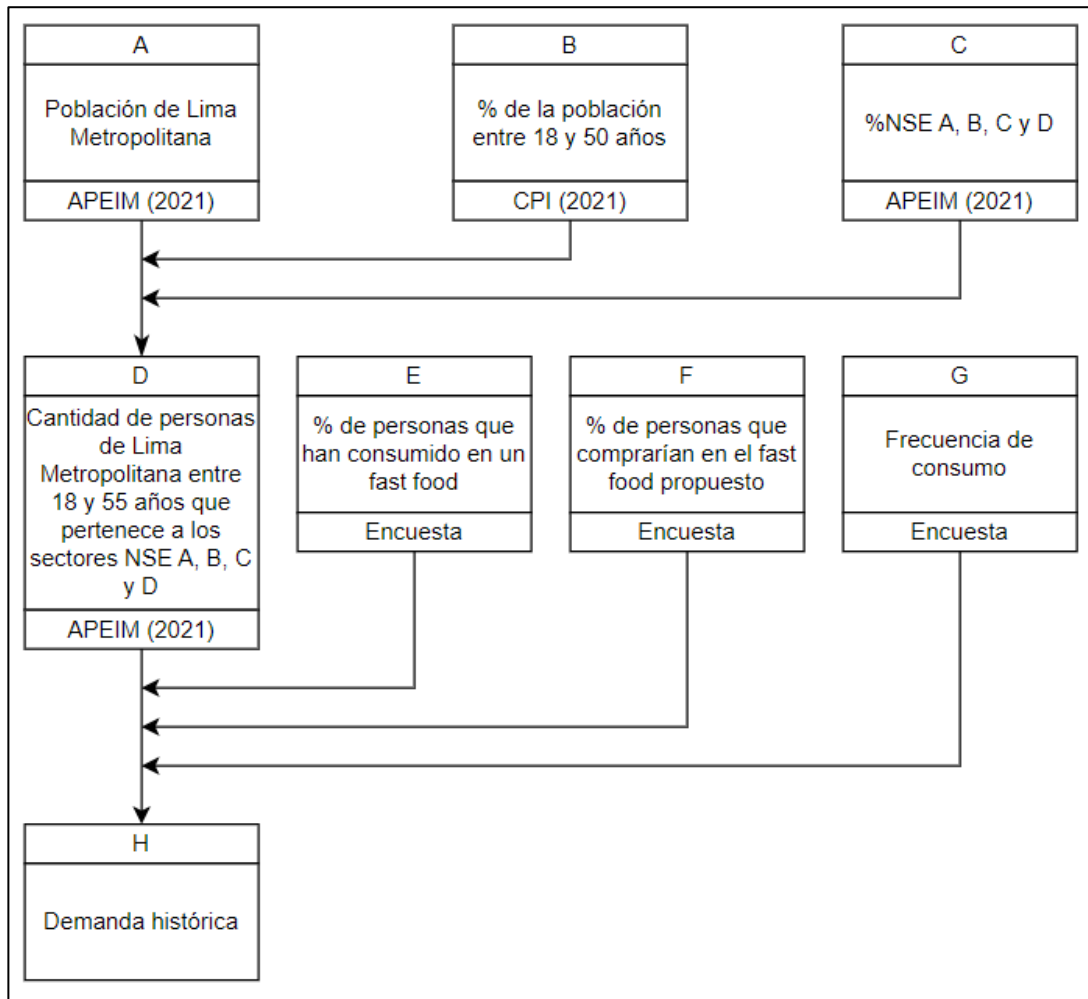 A
Población de Lima
Metropolitana
APEIM (2021)
B
% de la población
entre 18 y 50 años
CPI (2021)
C
%NSE A, B, C y D
APEIM (2021)
D
Cantidad de personas
de Lima
Metropolitana entre
18 y 55 años que
pertenece a los
sectores NSE A, B, C
y D
APEIM (2021)
E
% de personas que
han consumido en un
fast food
Encuesta
F
% de personas que
comprarían en el fast
food propuesto
Encuesta
G
Frecuencia de
consumo
Encuesta
H
Demanda histórica